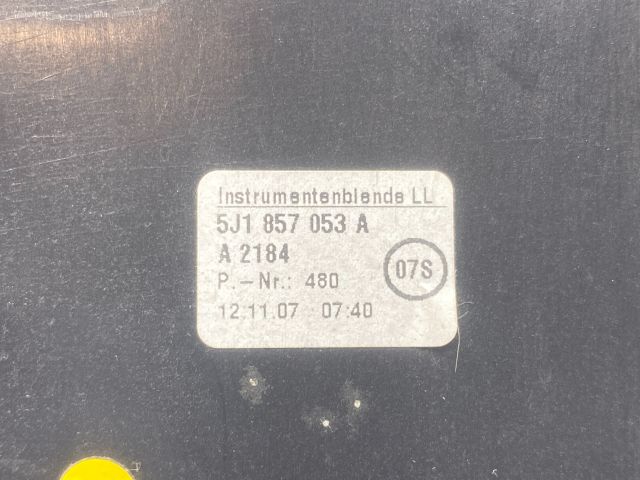 Instrumentenblende LL
5J1 857 053 A
A 2184
07S
P.-Nr.: 480
12.11.07 07:40